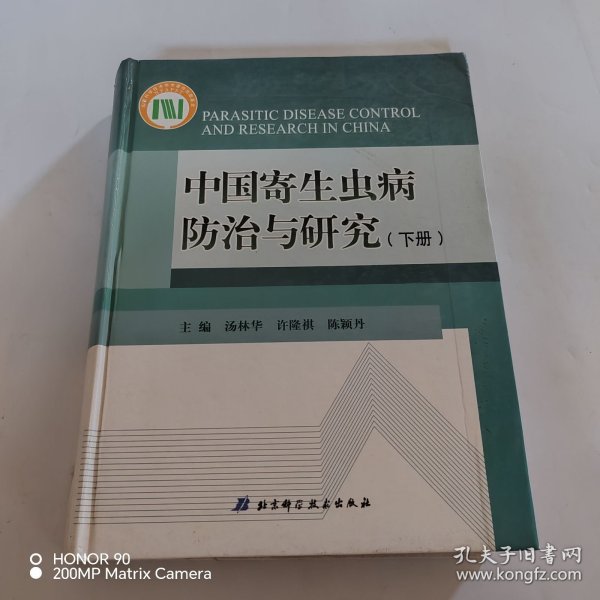 PARASITIC DISEASE CONTROL
AND RESEARCH IN CHINA
中国寄生虫病
防治与研究(下册)
主编 汤林华 许隆祺 陈颖丹
北京科学技术出版社
HONOR 90
200MP Matrix Camera
孔夫子旧书网
www.kongfz.com